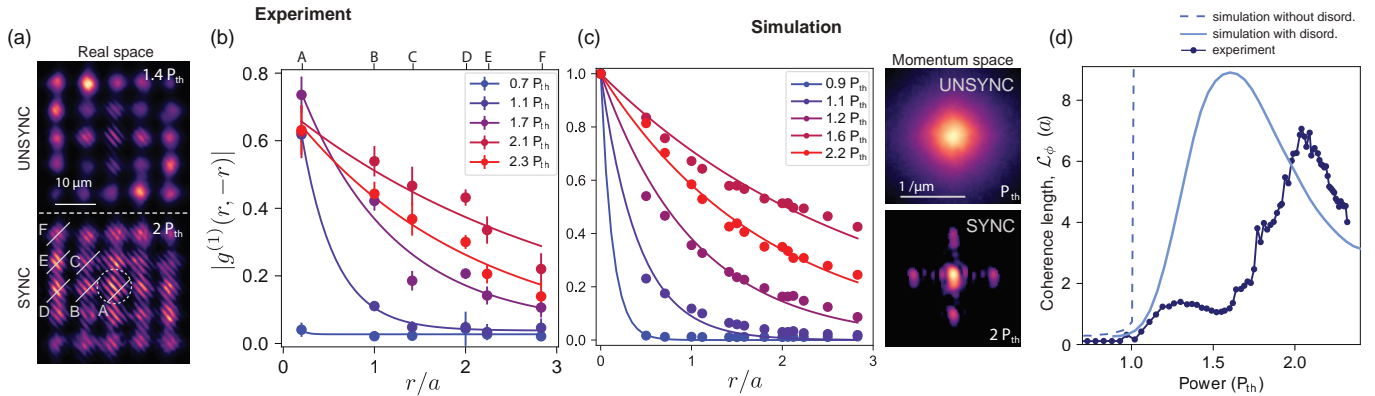 Experiment
Simulation
(a)
Real space
1.4 Pth
UNSYNC
10 μm
2 Pth
SYNC
F
E
C
D
B
A
(b)
A
B
C
D
E
F
0.8
0.6
0.4
0.2
0.0
|g^(1)(r, −r)|
0.7 Pth
1.1 Pth
1.7 Pth
2.1 Pth
2.3 Pth
0
1
2
3
r/a
(c)
1.0
0.8
0.6
0.4
0.2
0.0
0.9 Pth
1.1 Pth
1.2 Pth
1.6 Pth
2.2 Pth
0
1
2
3
r/a
Momentum space
UNSYNC
1 /μm
Pth
SYNC
2 Pth
(d)
simulation without disord.
simulation with disord.
experiment
8
6
4
2
0
Coherence length, ℒϕ (a)
1.0
1.5
2.0
Power (Pth)